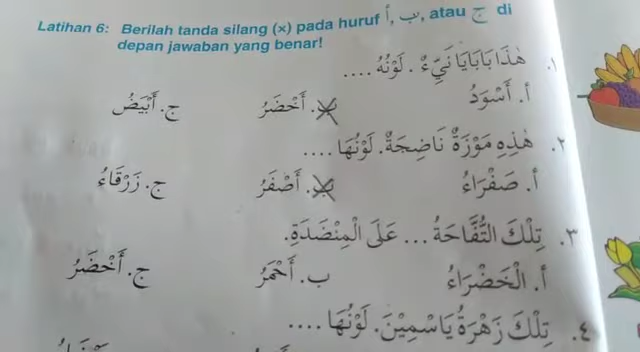 Latihan 6: Berilah tanda silang (×) pada huruf أ, ب, atau ج di
depan jawaban yang benar!
١. هٰذَا بَابَايَا نَيِّءٌ. لَوْنُهُ ....
أ. أَسْوَدُ ب. أَخْضَرُ ج. أَبْيَضُ
٢. هٰذِهِ مَوْزَةٌ نَاضِجَةٌ. لَوْنُهَا ....
أ. صَفْرَاءُ ب. أَصْفَرُ ج. زَرْقَاءُ
٣. تِلْكَ التُّفَّاحَةُ ... عَلَى الْمِنْضَدَةِ.
أ. الْخَضْرَاءُ ب. أَحْمَرُ ج. أَخْضَرُ
٤. تِلْكَ زَهْرَةُ يَاسَمِيْنَ. لَوْنُهَا ....